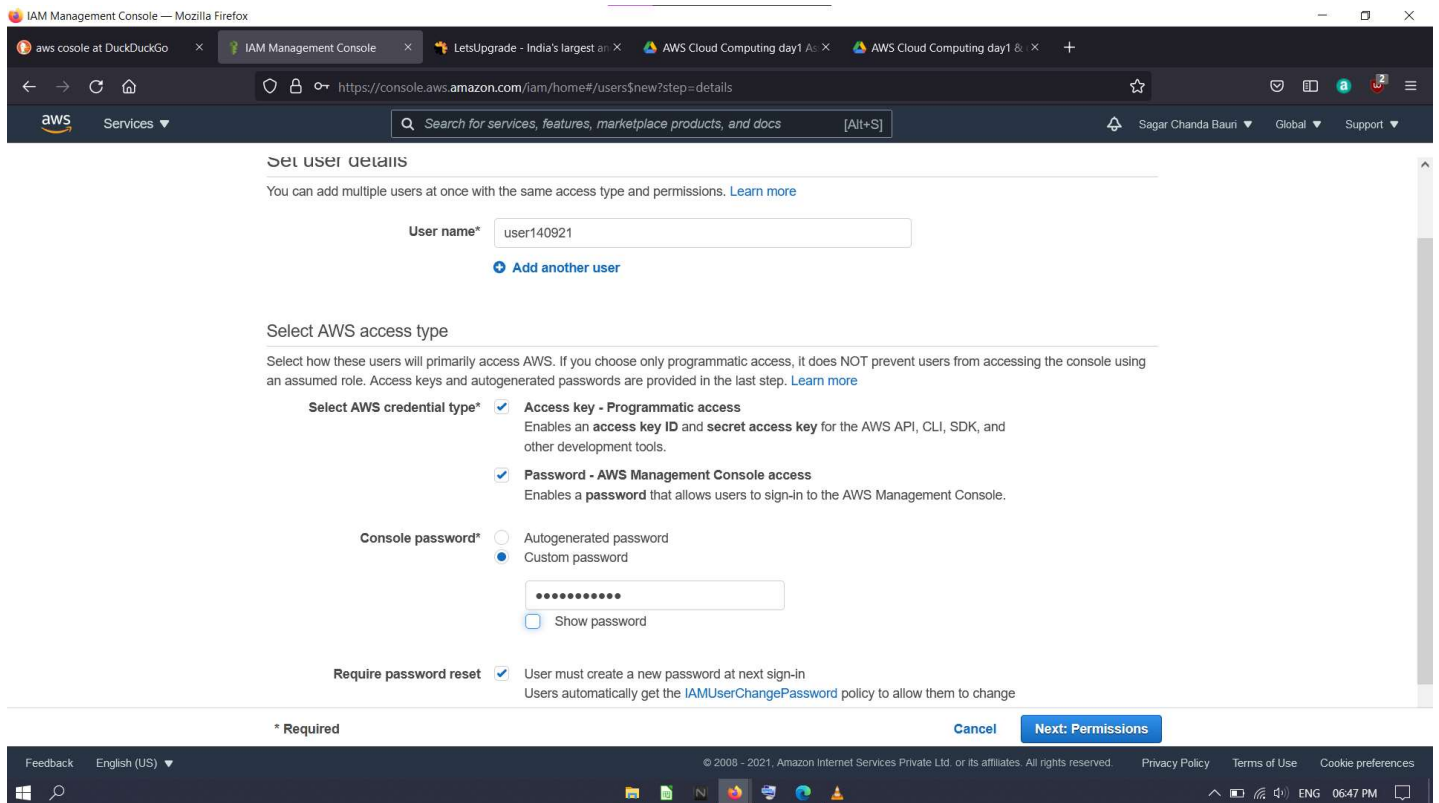 IAM Management Console — Mozilla Firefox
aws cosole at DuckDuckGo
IAM Management Console
LetsUpgrade - India's largest an
AWS Cloud Computing day1 As
AWS Cloud Computing day1 &
https://console.aws.amazon.com/iam/home#/users$new?step=details
a
2
aws
Services
Search for services, features, marketplace products, and docs
[Alt+S]
Sagar Chanda Bauri
Global
Support
Set user details
You can add multiple users at once with the same access type and permissions. Learn more
User name*
user140921
Add another user
Select AWS access type
Select how these users will primarily access AWS. If you choose only programmatic access, it does NOT prevent users from accessing the console using
an assumed role. Access keys and autogenerated passwords are provided in the last step. Learn more
Select AWS credential type*
Access key - Programmatic access
Enables an access key ID and secret access key for the AWS API, CLI, SDK, and
other development tools.
Password - AWS Management Console access
Enables a password that allows users to sign-in to the AWS Management Console.
Console password*
Autogenerated password
Custom password
•••••••••••
Show password
Require password reset
User must create a new password at next sign-in
Users automatically get the IAMUserChangePassword policy to allow them to change
* Required
Cancel
Next: Permissions
Feedback
English (US)
© 2008 - 2021, Amazon Internet Services Private Ltd. or its affiliates. All rights reserved.
Privacy Policy
Terms of Use
Cookie preferences
N
ENG
06:47 PM